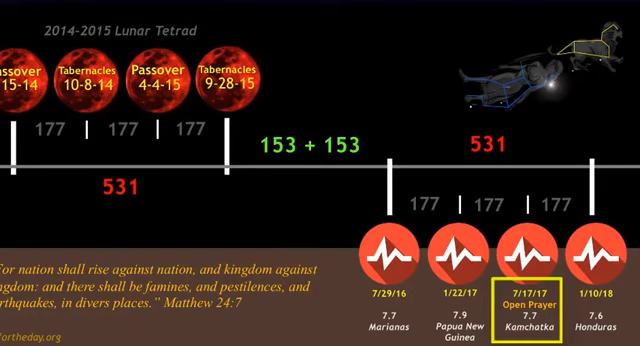 2014-2015 Lunar Tetrad
assover
15-14
Tabernacles
10-8-14
Passover
4-4-15
Tabernacles
9-28-15
177
177
177
153 + 153
531
531
177
177
177
7/29/16
7.7
Marianas
1/22/17
7.9
Papua New
Guinea
7/17/17
Open Prayer
7.7
Kamchatka
1/10/18
7.6
Honduras
For nation shall rise against nation, and kingdom against
ngdom: and there shall be famines, and pestilences, and
rthquakes, in divers places.” Matthew 24:7
fortheday.org